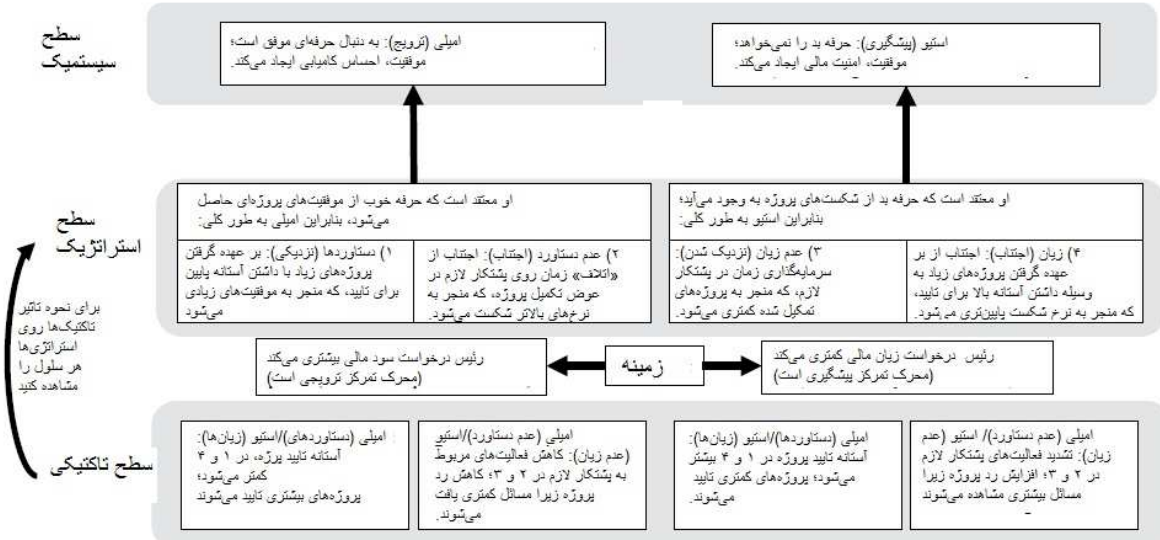 سطح
سیستمیک
استیو (پیشگیری): حرفه بد را نمی‌خواهد؛
موفقیت، امنیت مالی ایجاد می‌کند.
امیلی (ترویج): به دنبال حرفه‌ای موفق است؛
موفقیت، احساس کامیابی ایجاد می‌کند.
سطح
استراتژیک
او معتقد است که حرفه بد از شکست‌های پروژه به وجود می‌آید؛
بنابراین استیو به طور کلی:
۴) زیان (اجتناب): اجتناب از بر
عهده گرفتن پروژه‌های زیاد به
وسیله داشتن آستانه بالا برای تایید،
که منجر به نرخ شکست پایین‌تری می‌شود.
۳) عدم زیان (نزدیک شدن):
سرمایه‌گذاری زمان در پشتکار
لازم، که منجر به پروژه‌های
تمکیل شده کمتری می‌شود.
او معتقد است که حرفه خوب از موفقیت‌های پروژه‌ای حاصل
می‌شود، بنابراین امیلی به طور کلی:
۲) عدم دستاورد (اجتناب): اجتناب از
«اتلاف» زمان روی پشتکار لازم در
عوض تکمیل پروژه، که منجر به
نرخ‌های بالاتر شکست می‌شود.
۱) دستاوردها (نزدیکی): بر عهده گرفتن
پروژه‌های زیاد با داشتن آستانه پایین
برای تایید، که منجر به موفقیت‌های زیادی
می‌شود
برای نحوه تاثیر
تاکتیک‌ها روی
استراتژی‌ها
هر سلول را
مشاهده کنید
رئیس درخواست زیان مالی کمتری می‌کند
(محرک تمرکز پیشگیری است)
زمینه
رئیس درخواست سود مالی بیشتری می‌کند
(محرک تمرکز ترویجی است)
سطح تاکتیکی
امیلی (عدم دستاورد)/ استیو (عدم
زیان): تشدید فعالیت‌های پشتکار لازم
در ۲ و ۳؛ افزایش رد پروژه زیرا
مسائل بیشتری مشاهده می‌شوند
امیلی (دستاوردها)/استیو (زیان‌ها):
آستانه تایید پروژه در ۱ و ۴ بیشتر
می‌شود؛ پروژه‌های کمتری تایید
می‌شوند.
امیلی (عدم دستاورد)/استیو
(عدم زیان): کاهش فعالیت‌های مربوط
به پشتکار لازم در ۲ و ۳؛ کاهش رد
پروژه زیرا مسائل کمتری یافت
می‌شوند.
امیلی (دستاوردهای)/استیو (زیان‌ها):
آستانه تایید پرژه، در ۱ و ۴
کمتر می‌شود؛
پروژه‌های بیشتری تایید می‌شوند